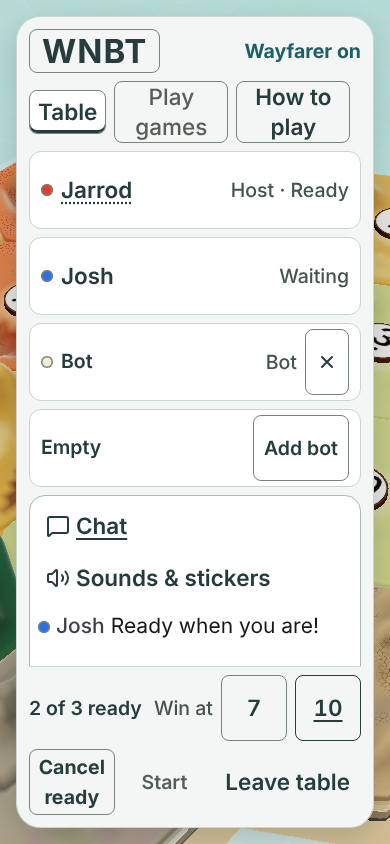 WNBT
Wayfarer on
Table
Play
games
How to
play
Jarrod
Host · Ready
Josh
Waiting
Bot
Bot
×
Empty
Add bot
Chat
Sounds & stickers
Josh Ready when you are!
2 of 3 ready
Win at
7
10
Cancel
ready
Start
Leave table